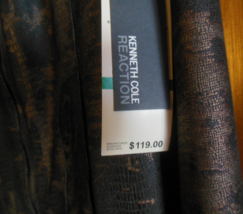 KENNETH COLE
REACTION
$119.00